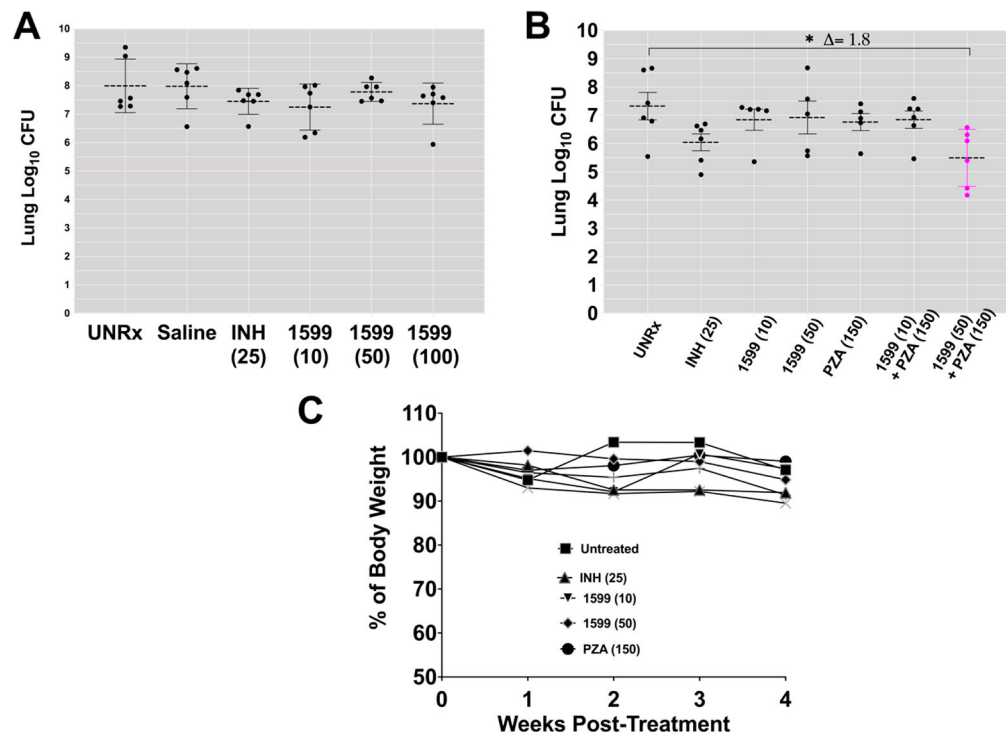 A
10
9
8
7
6
5
4
3
2
1
0
Lung Log10 CFU
UNRx Saline INH (25) 1599 (10) 1599 (50) 1599 (100)
B
* Δ= 1.8
10
9
8
7
6
5
4
3
2
1
0
Lung Log10 CFU
UNRx
INH (25)
1599 (10)
1599 (50)
PZA (150)
1599 (10)
+ PZA (150)
1599 (50)
+ PZA (150)
C
110
100
90
80
70
60
50
% of Body Weight
Untreated
INH (25)
1599 (10)
1599 (50)
PZA (150)
0 1 2 3 4
Weeks Post-Treatment